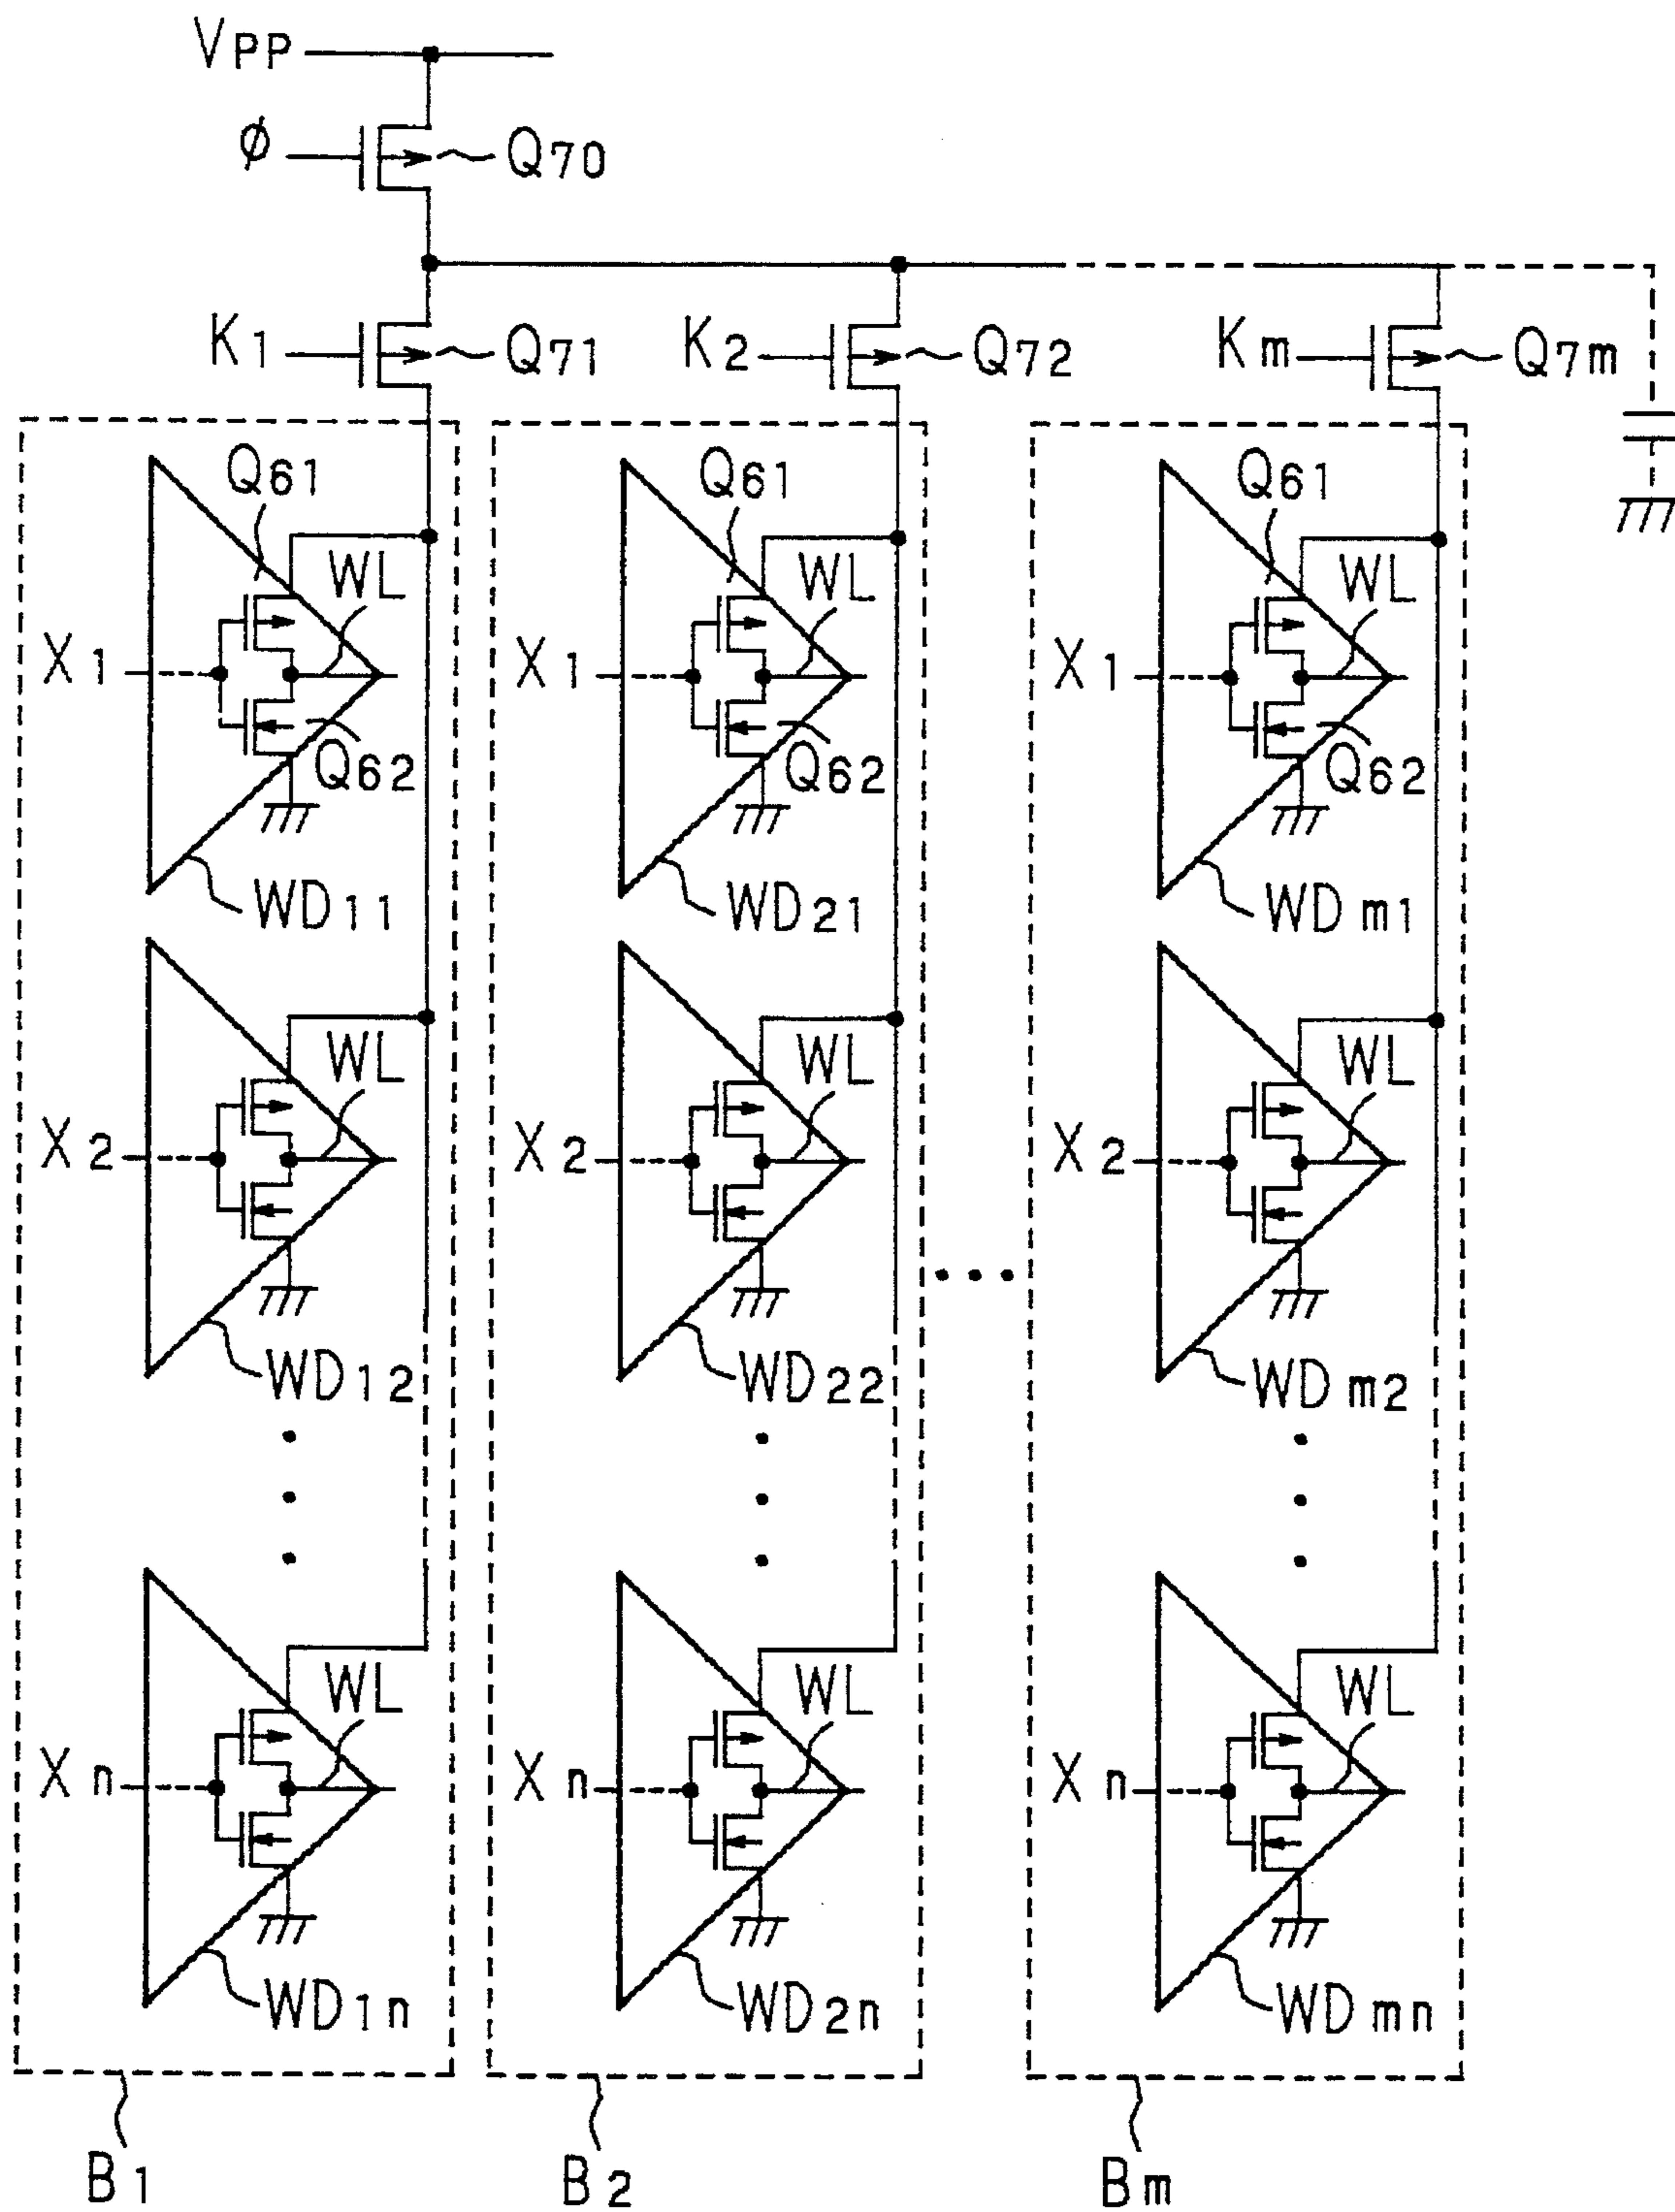 VPP
ø Q70
K1 Q71 K2 Q72 Km Q7m
Q61 Q61 Q61
WL WL WL
X1 X1 X1
Q62 Q62 Q62
WD11 WD21 WDm1
WL WL WL
X2 X2 X2
WD12 WD22 WDm2
WL WL WL
Xn Xn Xn
WD1n WD2n WDmn
B1 B2 Bm